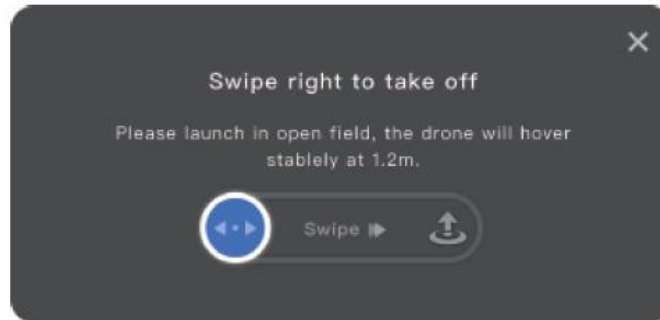 Swipe right to take off
Please launch in open field, the drone will hover
stablely at 1.2m.
Swipe